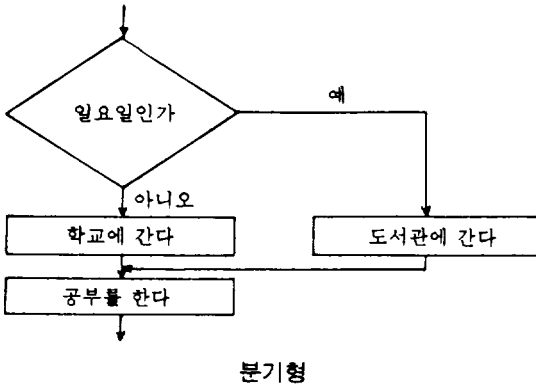 일요일인가
예
아니오
학교에 간다
도서관에 간다
공부를 한다
분기형